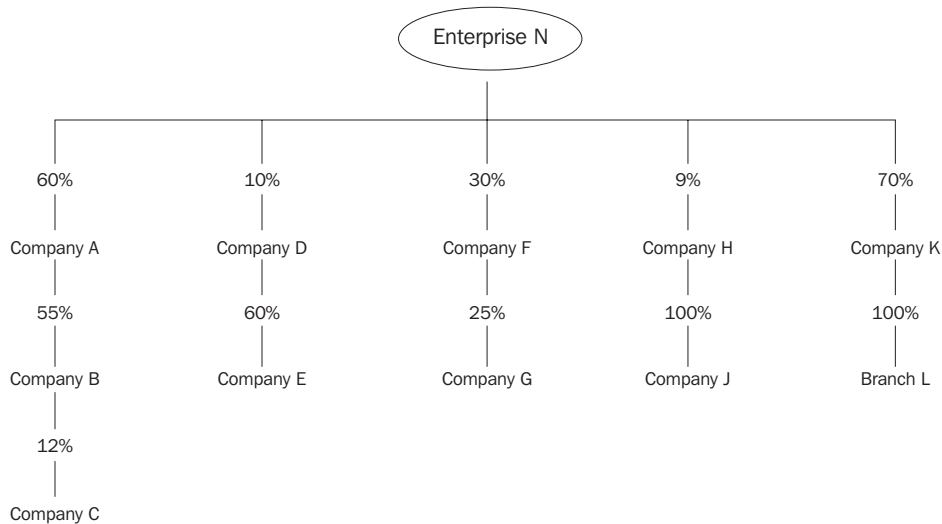 Enterprise N
60% 10% 30% 9% 70%
Company A Company D Company F Company H Company K
55% 60% 25% 100% 100%
Company B Company E Company G Company J Branch L
12%
Company C